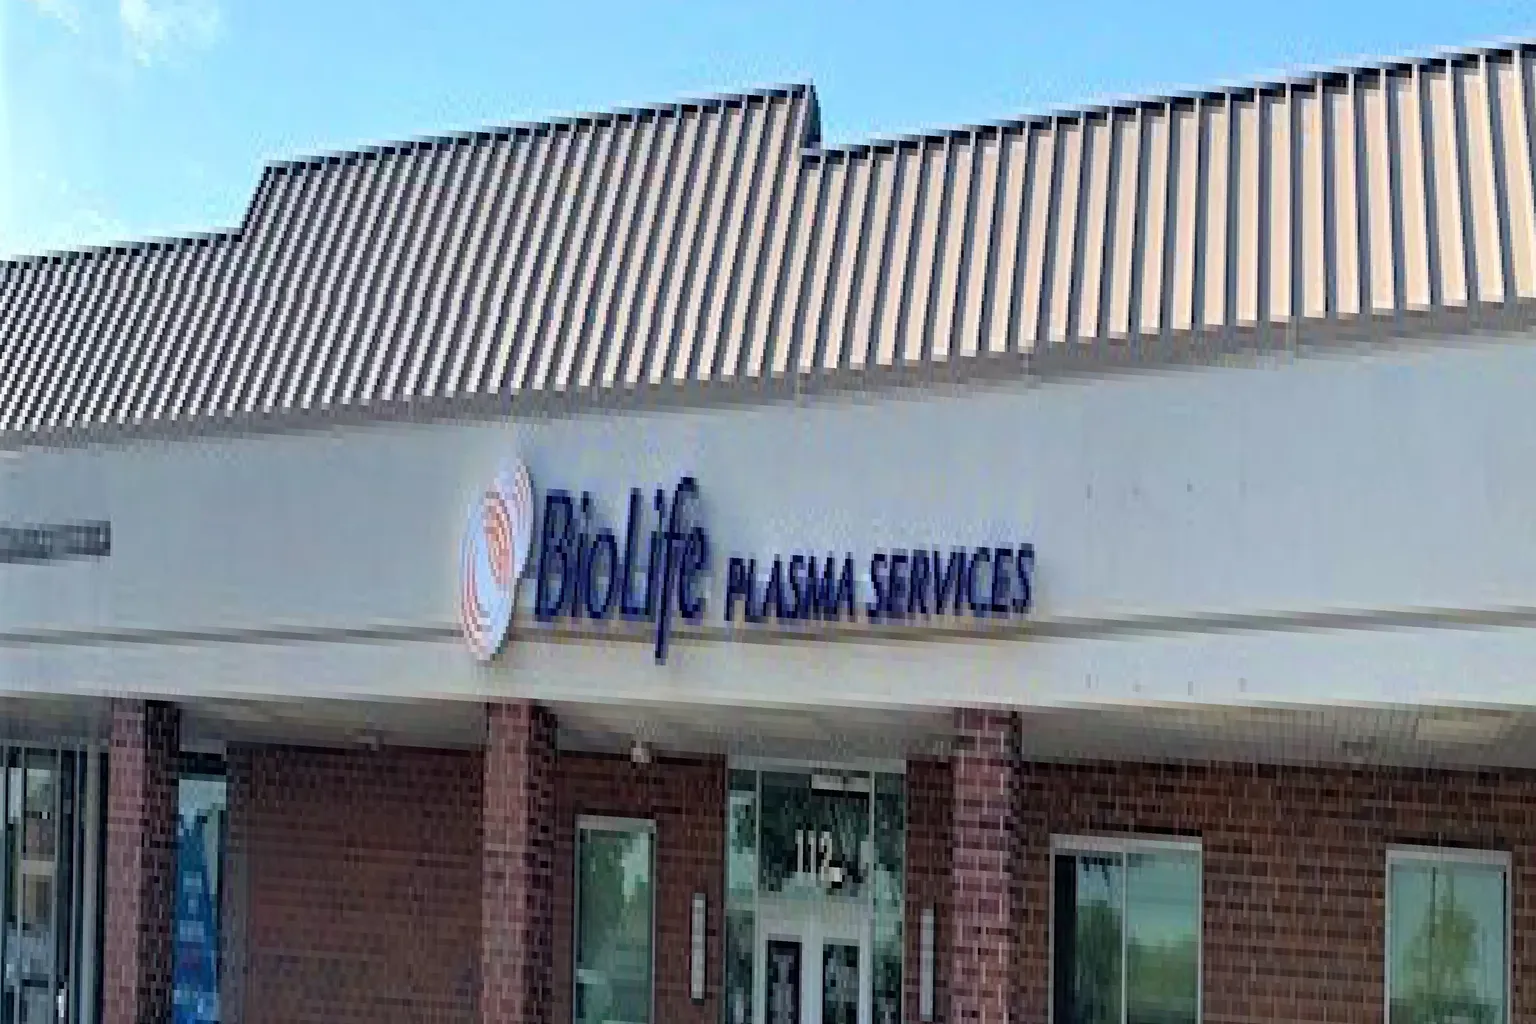 BioLife PLASMA SERVICES
112